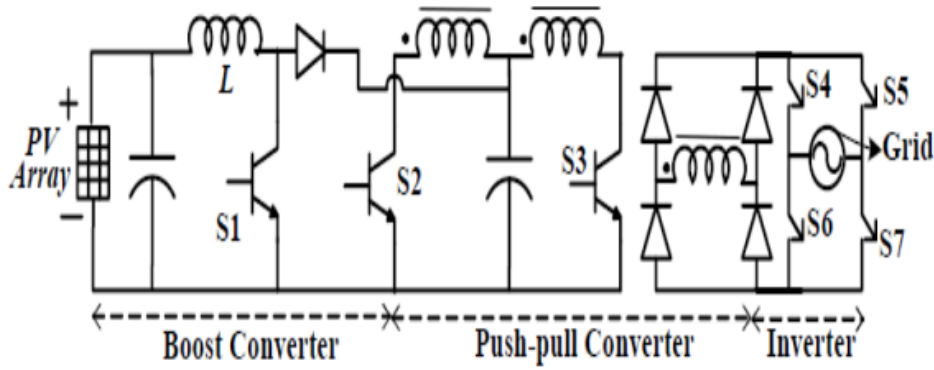 +
PV
Array
−
L
S1
S2
S3
S4
S5
Grid
S6
S7
Boost Converter
Push-pull Converter
Inverter